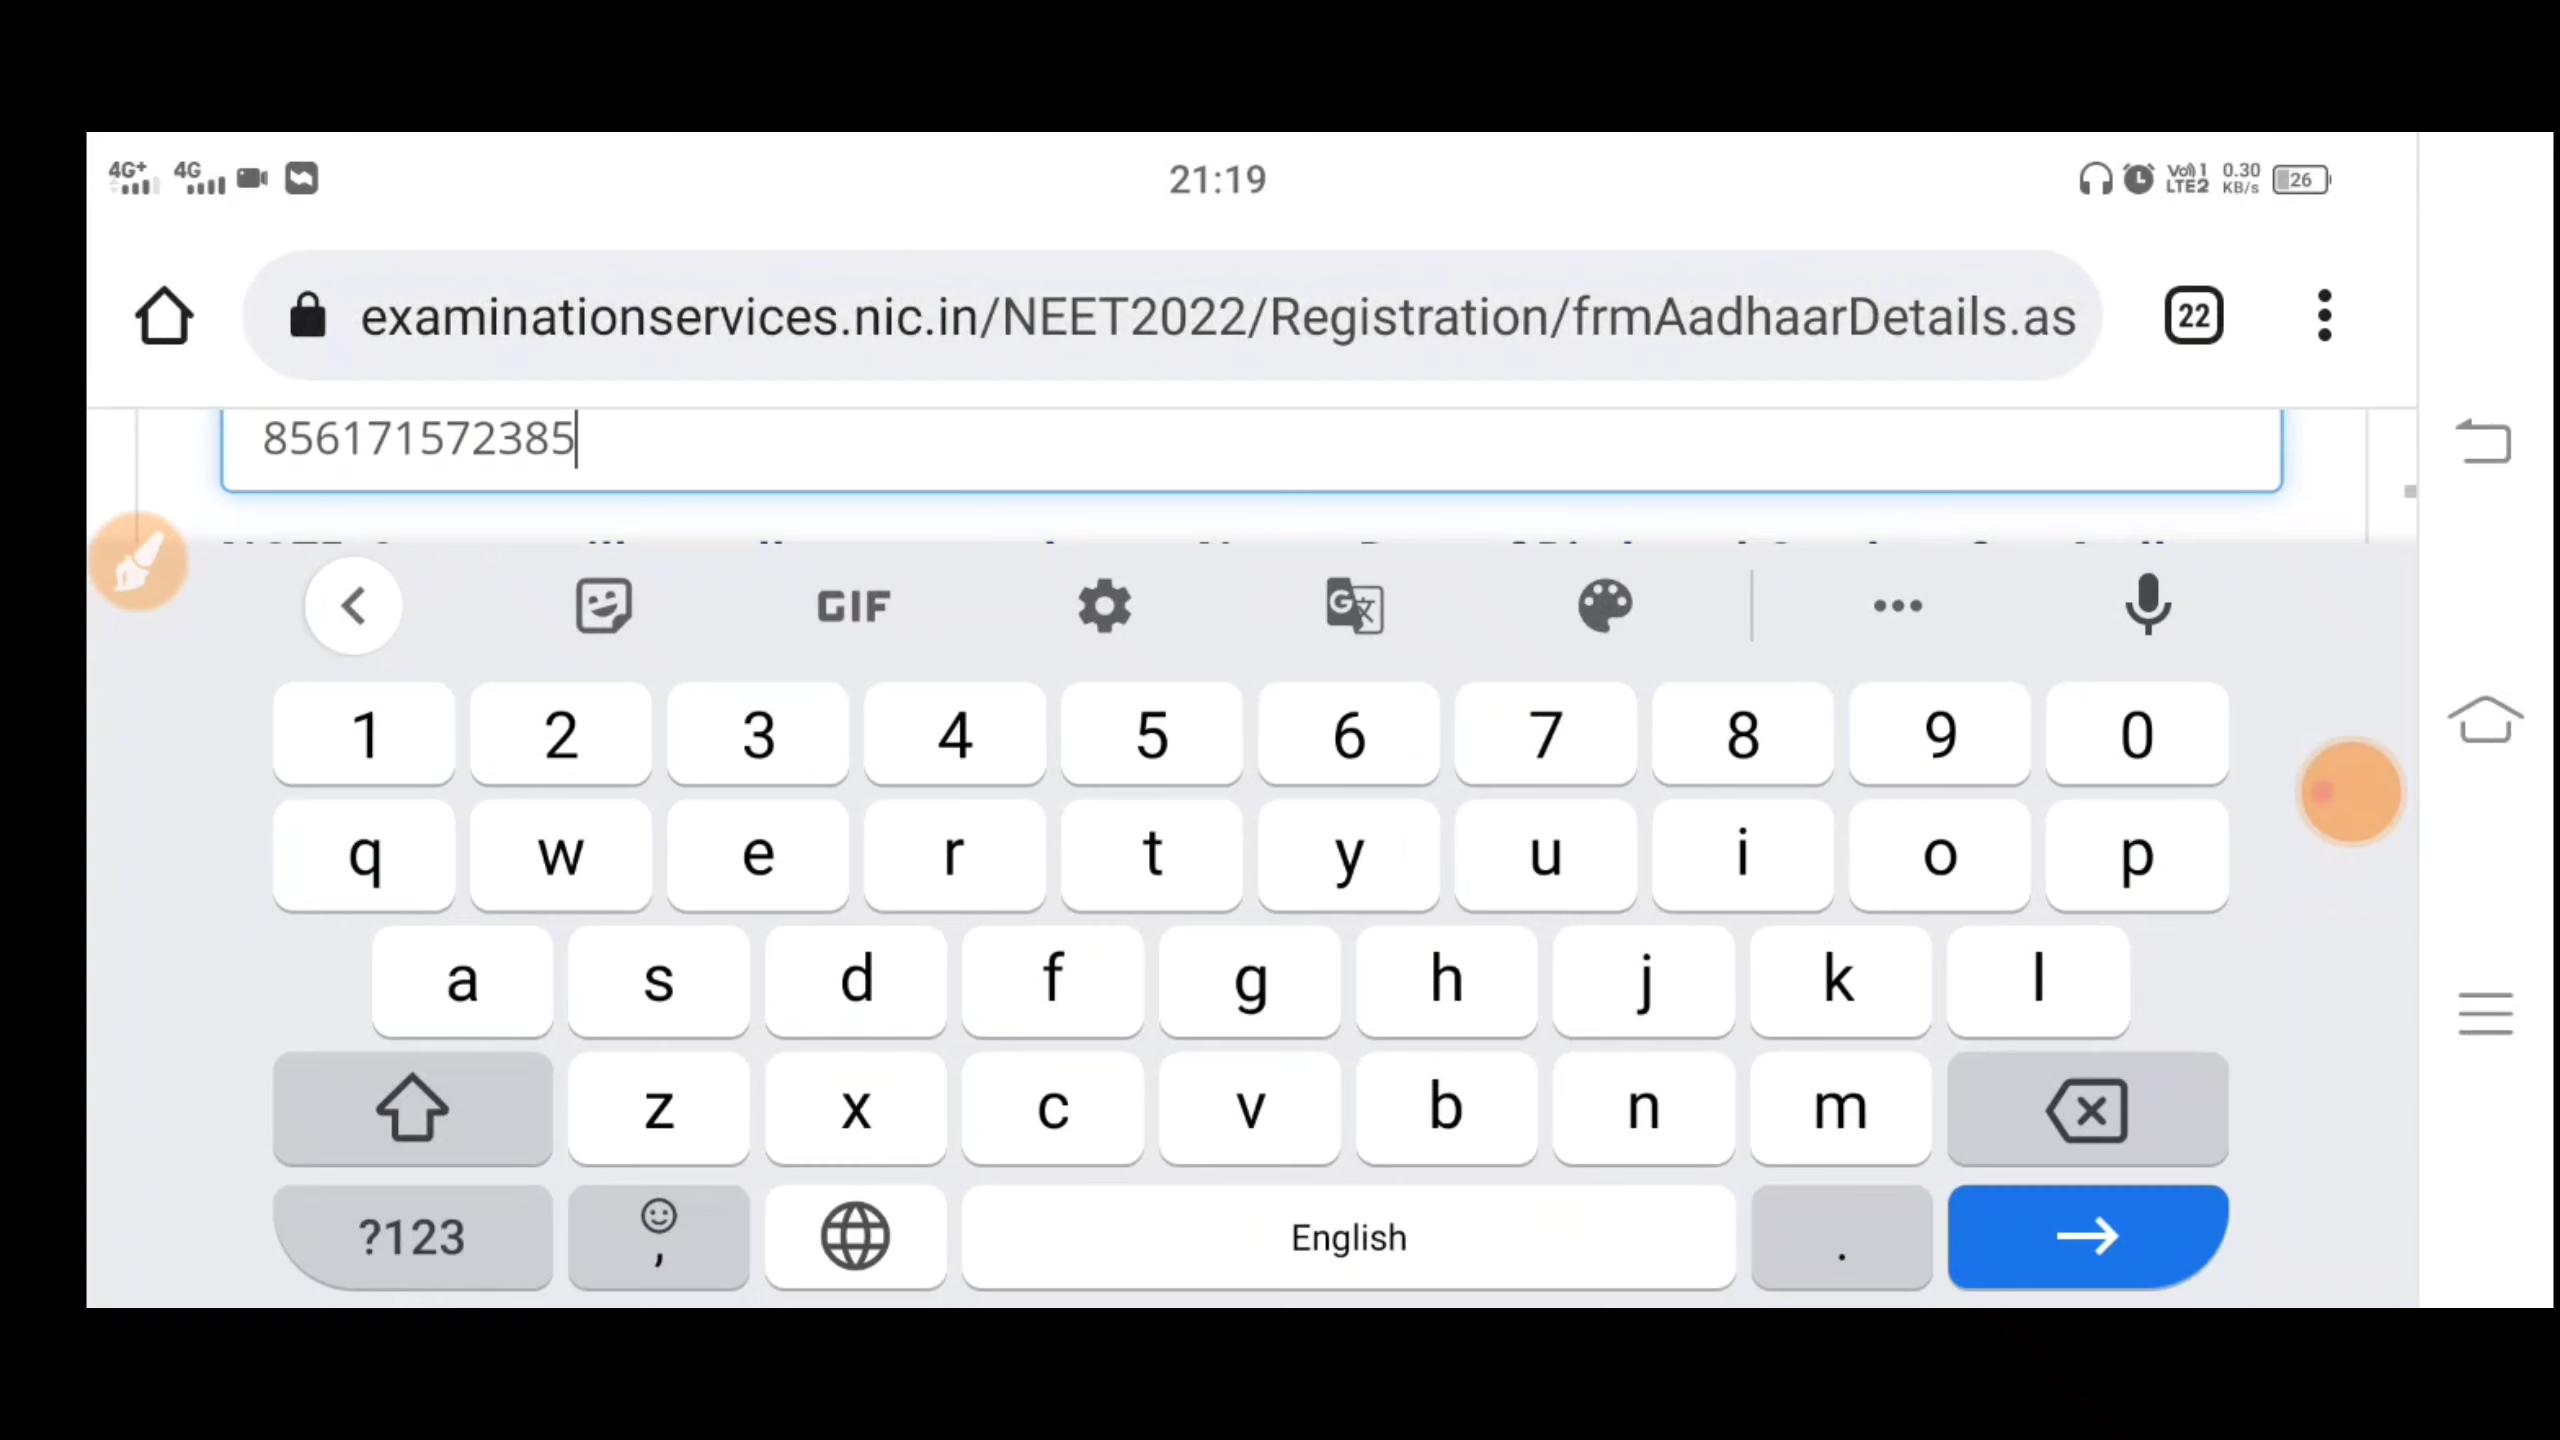 4G+ 4G 21:19 Vo) 1 LTE2 0.30 KB/s 26
examinationservices.nic.in/NEET2022/Registration/frmAadhaarDetails.as 22
856171572385
GIF
1 2 3 4 5 6 7 8 9 0
q w e r t y u i o p
a s d f g h j k l
z x c v b n m
?123 , English .